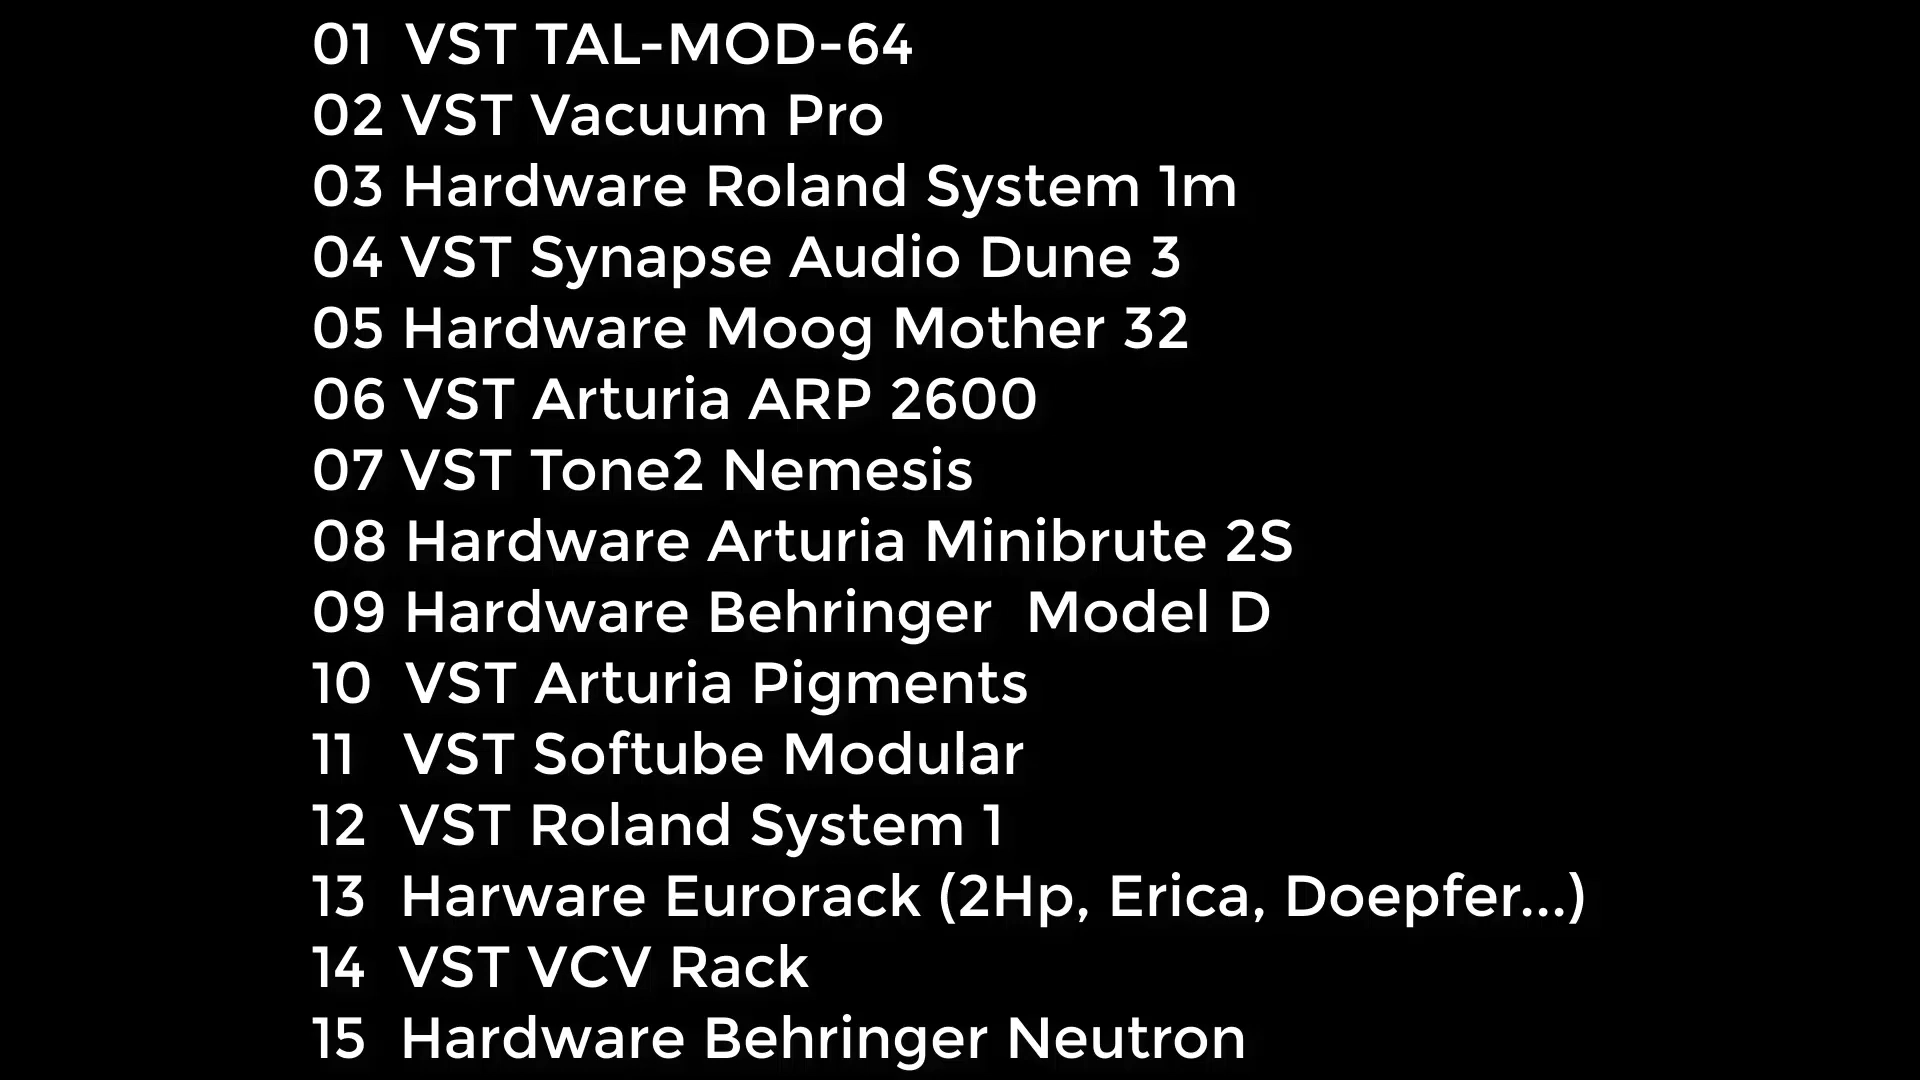 01 VST TAL-MOD-64
02 VST Vacuum Pro
03 Hardware Roland System 1m
04 VST Synapse Audio Dune 3
05 Hardware Moog Mother 32
06 VST Arturia ARP 2600
07 VST Tone2 Nemesis
08 Hardware Arturia Minibrute 2S
09 Hardware Behringer Model D
10 VST Arturia Pigments
11 VST Softube Modular
12 VST Roland System 1
13 Harware Eurorack (2Hp, Erica, Doepfer...)
14 VST VCV Rack
15 Hardware Behringer Neutron